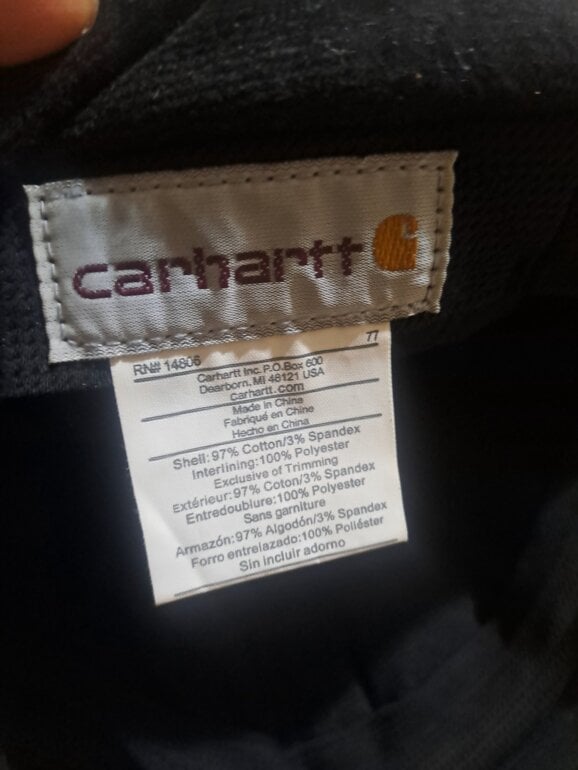 carhartt
RN# 14806 77
Carhartt Inc. P.O.Box 600
Dearborn, MI 48121 USA
Carhartt.com
Made in China
Fabriqué en Chine
Hecho en China
Shell:97% Cotton/3% Spandex
Interlining:100% Polyester
Exclusive of Trimming
Extérieur:97% Coton/3% Spandex
Entredoublure:100% Polyester
Sans garniture
Armazón:97% Algodón/3% Spandex
Forro entrelazado:100% Poliéster
Sin incluir adorno